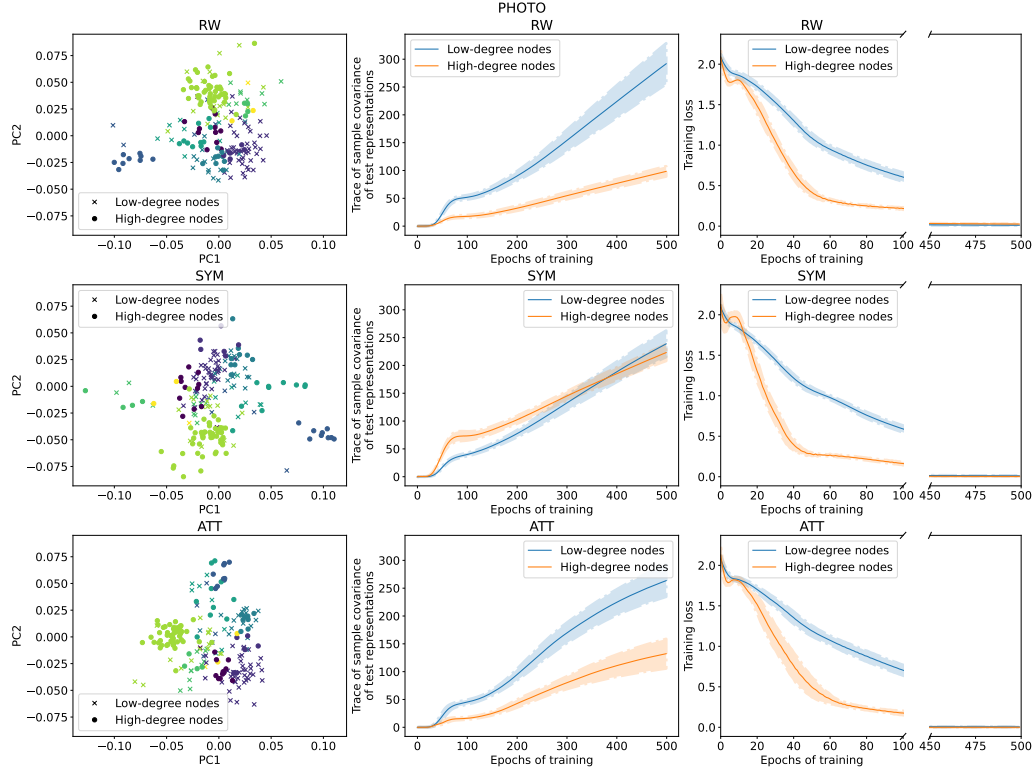 PHOTO
RW
0.075
0.050
0.025
0.000
−0.025
−0.050
−0.075
PC2
−0.10
−0.05
0.00
0.05
0.10
PC1
Low-degree nodes
High-degree nodes
RW
300
250
200
150
100
50
0
Trace of sample covariance
of test representations
0
100
200
300
400
500
Epochs of training
Low-degree nodes
High-degree nodes
RW
2.0
1.5
1.0
0.5
0.0
Training loss
0
20
40
60
80
100
450
475
500
Epochs of training
Low-degree nodes
High-degree nodes
SYM
0.075
0.050
0.025
0.000
−0.025
−0.050
−0.075
PC2
−0.10
−0.05
0.00
0.05
0.10
PC1
Low-degree nodes
High-degree nodes
SYM
300
250
200
150
100
50
0
Trace of sample covariance
of test representations
0
100
200
300
400
500
Epochs of training
Low-degree nodes
High-degree nodes
SYM
2.0
1.5
1.0
0.5
0.0
Training loss
0
20
40
60
80
100
450
475
500
Epochs of training
Low-degree nodes
High-degree nodes
ATT
0.075
0.050
0.025
0.000
−0.025
−0.050
−0.075
PC2
−0.10
−0.05
0.00
0.05
0.10
PC1
Low-degree nodes
High-degree nodes
ATT
300
250
200
150
100
50
0
Trace of sample covariance
of test representations
0
100
200
300
400
500
Epochs of training
Low-degree nodes
High-degree nodes
ATT
2.0
1.5
1.0
0.5
0.0
Training loss
0
20
40
60
80
100
450
475
500
Epochs of training
Low-degree nodes
High-degree nodes